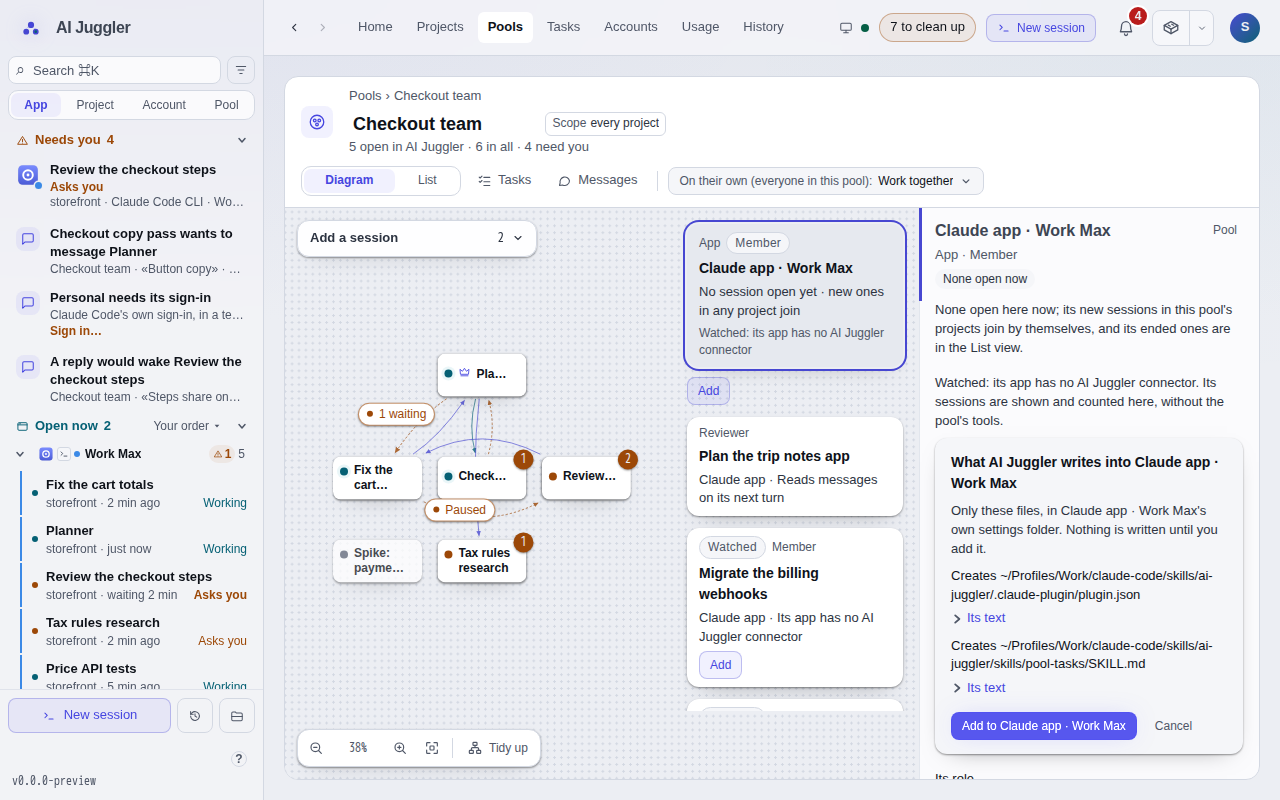 AI Juggler
Search ⌘K
App
Project
Account
Pool
Needs you 4
Review the checkout steps
Asks you
storefront · Claude Code CLI · Wo…
Checkout copy pass wants to
message Planner
Checkout team · «Button copy» · …
Personal needs its sign-in
Claude Code's own sign-in, in a te…
Sign in…
A reply would wake Review the
checkout steps
Checkout team · «Steps share on…
Open now 2
Your order
Work Max
1
5
Fix the cart totals
storefront · 2 min ago
Working
Planner
storefront · just now
Working
Review the checkout steps
storefront · waiting 2 min
Asks you
Tax rules research
storefront · 2 min ago
Asks you
Price API tests
storefront · 5 min ago
Working
New session
?
v0.0.0-preview
Home
Projects
Pools
Tasks
Accounts
Usage
History
7 to clean up
New session
4
S
Pools › Checkout team
Checkout team
Scope every project
5 open in AI Juggler · 6 in all · 4 need you
Diagram
List
Tasks
Messages
On their own (everyone in this pool): Work together
Add a session
2
Pla…
1 waiting
Fix the
cart…
Check…
1
Review…
2
Paused
Spike:
payme…
Tax rules
research
1
38%
Tidy up
App
Member
Claude app · Work Max
No session open yet · new ones
in any project join
Watched: its app has no AI Juggler
connector
Add
Reviewer
Plan the trip notes app
Claude app · Reads messages
on its next turn
Watched
Member
Migrate the billing
webhooks
Claude app · Its app has no AI
Juggler connector
Add
Claude app · Work Max
Pool
App · Member
None open now
None open here now; its new sessions in this pool's
projects join by themselves, and its ended ones are
in the List view.
Watched: its app has no AI Juggler connector. Its
sessions are shown and counted here, without the
pool's tasks.
What AI Juggler writes into Claude app ·
Work Max
Only these files, in Claude app · Work Max's
own settings folder. Nothing is written until you
add it.
Creates ~/Profiles/Work/claude-code/skills/ai-
juggler/.claude-plugin/plugin.json
Its text
Creates ~/Profiles/Work/claude-code/skills/ai-
juggler/skills/pool-tasks/SKILL.md
Its text
Add to Claude app · Work Max
Cancel
Its role